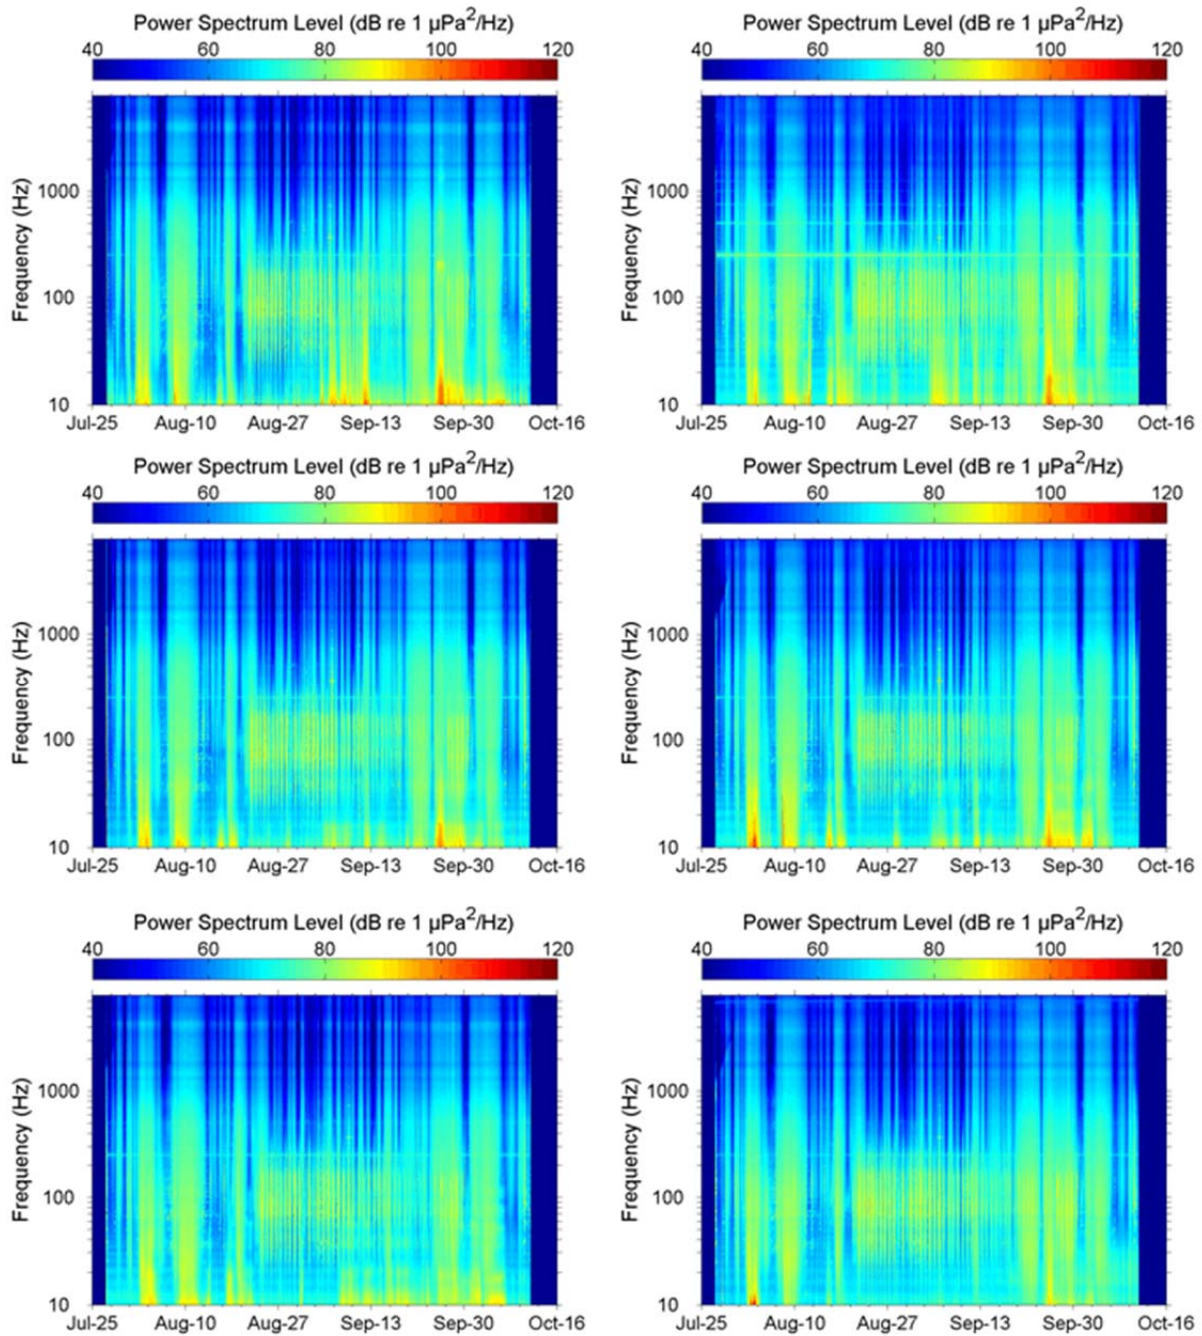 Power Spectrum Level (dB re 1 µPa²/Hz) Power Spectrum Level (dB re 1 µPa²/Hz)
40 60 80 100 120 40 60 80 100 120
Frequency (Hz) Frequency (Hz)
1000 1000
100 100
10 10
Jul-25 Aug-10 Aug-27 Sep-13 Sep-30 Oct-16 Jul-25 Aug-10 Aug-27 Sep-13 Sep-30 Oct-16
Power Spectrum Level (dB re 1 µPa²/Hz) Power Spectrum Level (dB re 1 µPa²/Hz)
40 60 80 100 120 40 60 80 100 120
Frequency (Hz) Frequency (Hz)
1000 1000
100 100
10 10
Jul-25 Aug-10 Aug-27 Sep-13 Sep-30 Oct-16 Jul-25 Aug-10 Aug-27 Sep-13 Sep-30 Oct-16
Power Spectrum Level (dB re 1 µPa²/Hz) Power Spectrum Level (dB re 1 µPa²/Hz)
40 60 80 100 120 40 60 80 100 120
Frequency (Hz) Frequency (Hz)
1000 1000
100 100
10 10
Jul-25 Aug-10 Aug-27 Sep-13 Sep-30 Oct-16 Jul-25 Aug-10 Aug-27 Sep-13 Sep-30 Oct-16